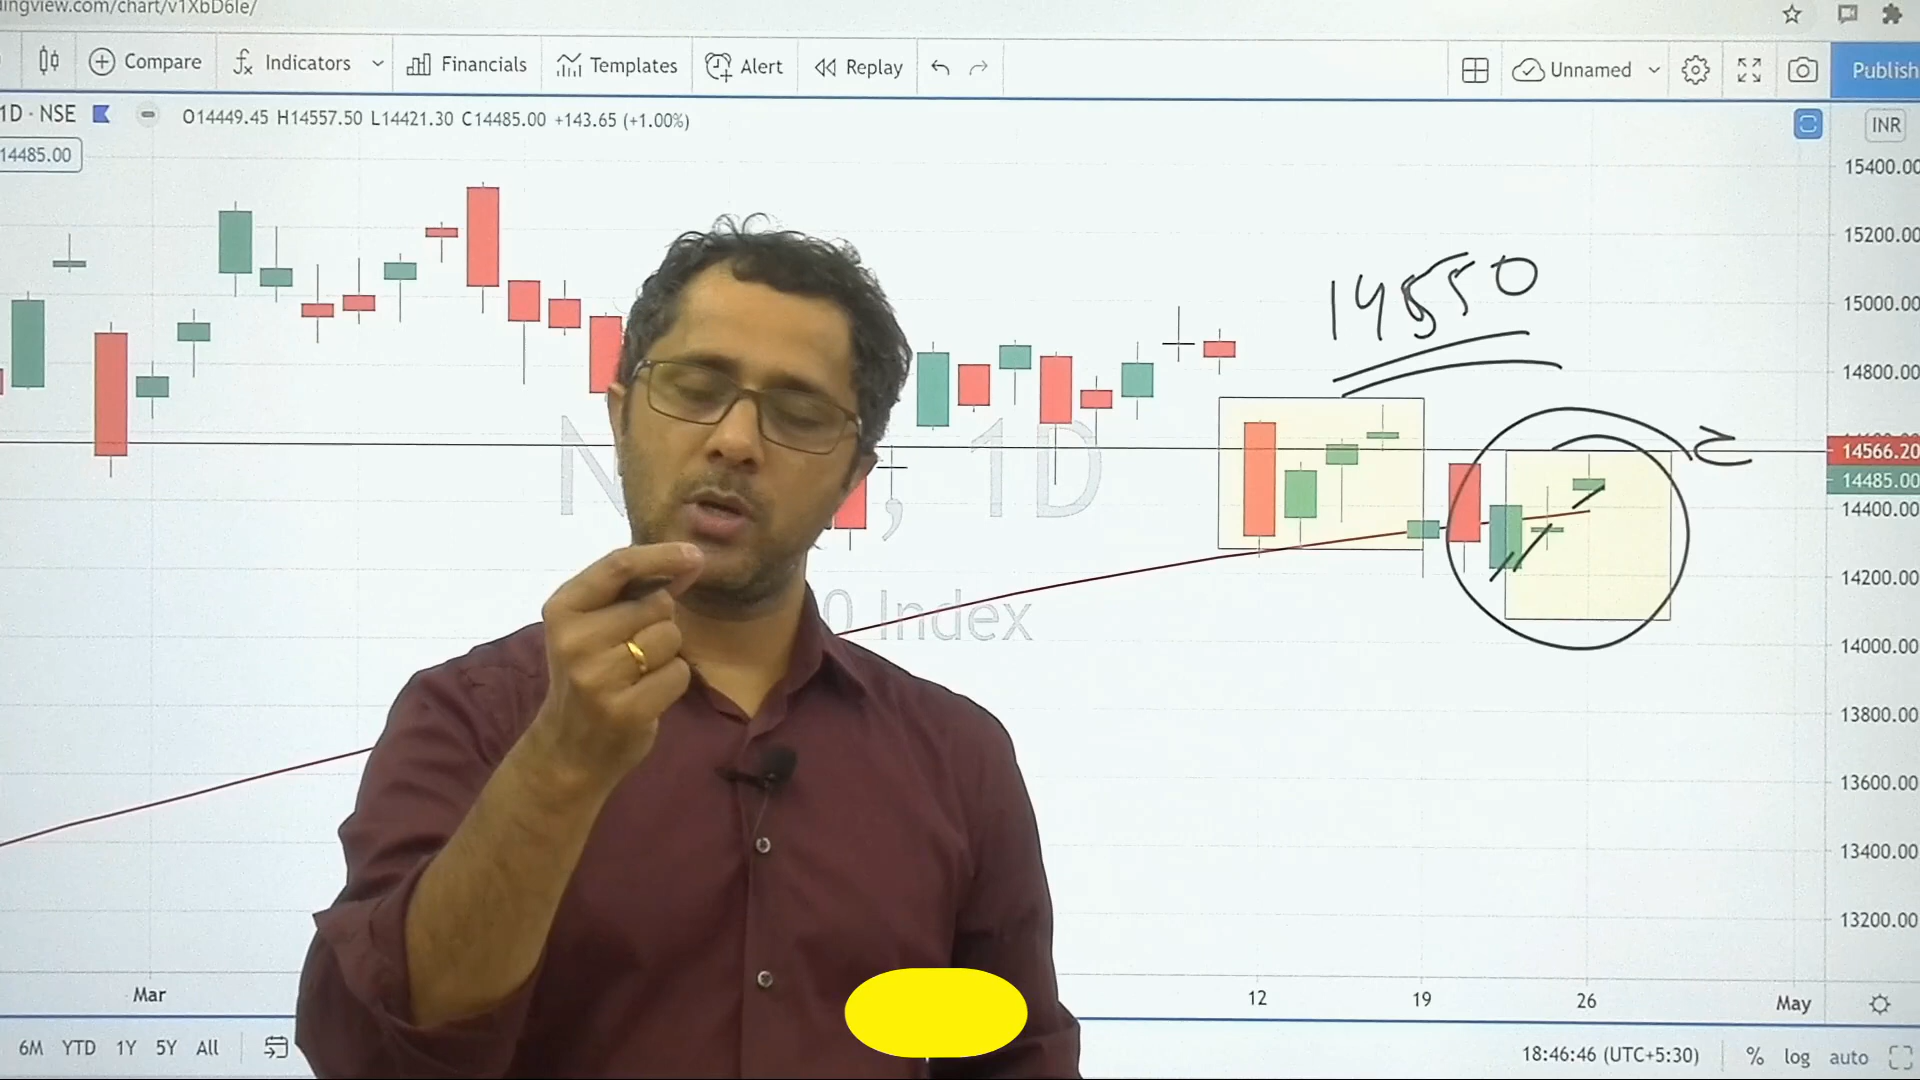 ingview.com/chart/v1XbD6Ie/
Compare Indicators Financials Templates Alert Replay Unnamed Publish
1D · NSE O14449.45 H14557.50 L14421.30 C14485.00 +143.65 (+1.00%) INR
14485.00
15400.00
15200.00
15000.00
14550
14800.00
14566.20
N , 1D
14485.00
14400.00
14200.00
0 Index
14000.00
13800.00
13600.00
13400.00
13200.00
Mar 12 19 26 May
6M YTD 1Y 5Y All 18:46:46 (UTC+5:30) % log auto